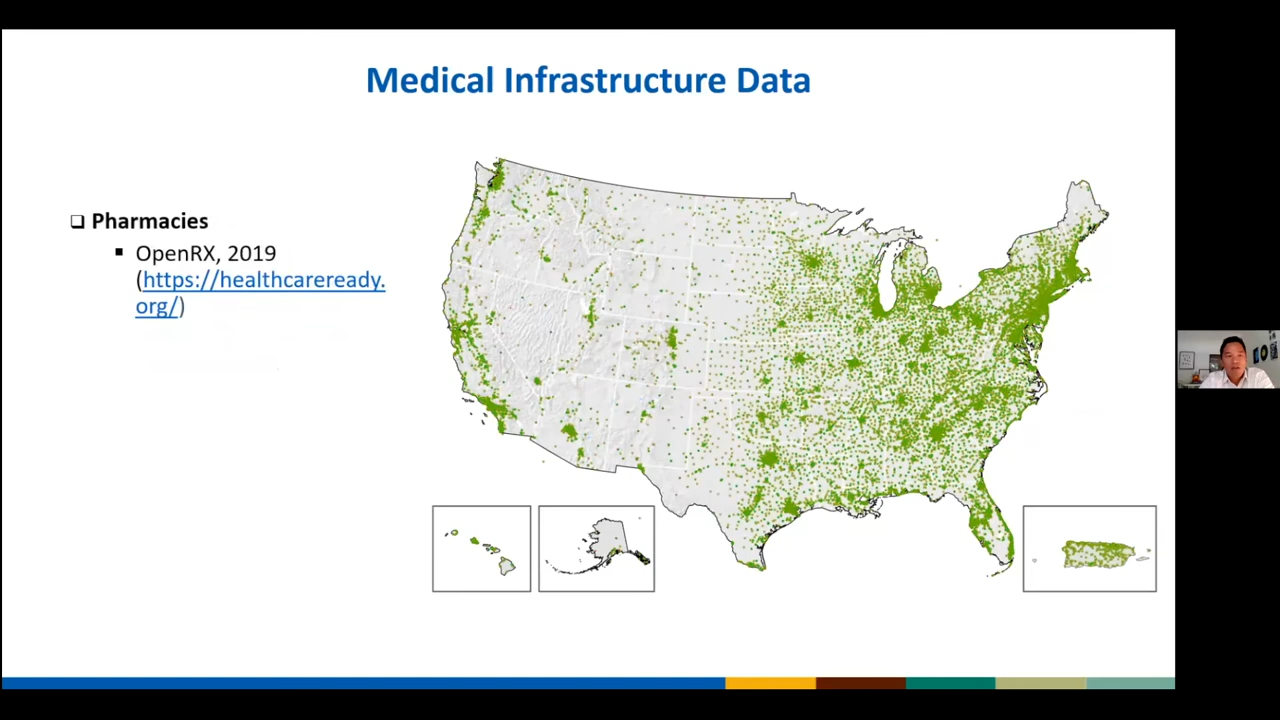 Medical Infrastructure Data
❑ Pharmacies
▪ OpenRX, 2019
(https://healthcareready.
org/)